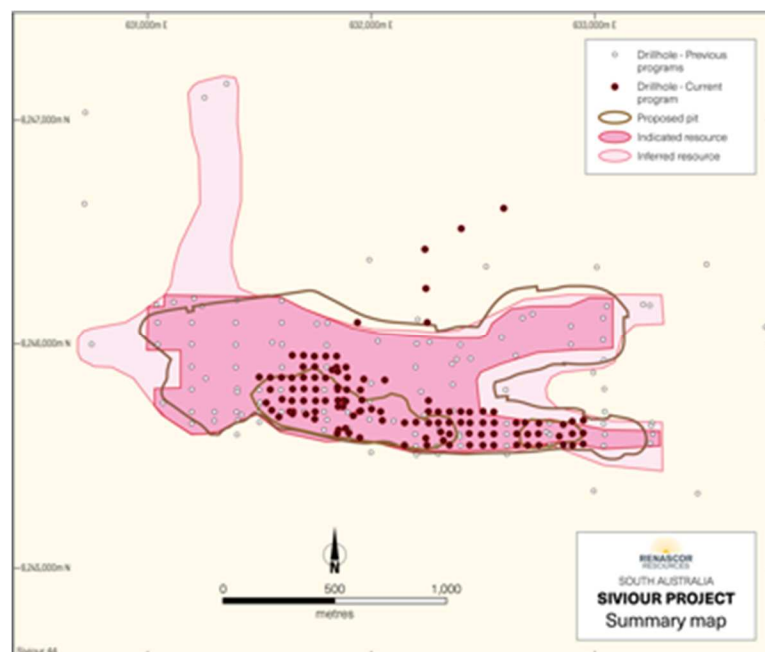 631,000m E
632,000m E
633,000m E
Drillhole - Previous
programs
Drillhole - Current
program
Proposed pit
Indicated resource
Inferred resource
6,247,000m N
6,246,000m N
6,245,000m N
N
0 500 1,000
metres
RENASCOR
RESOURCES
SOUTH AUSTRALIA
SIVIOUR PROJECT
Summary map